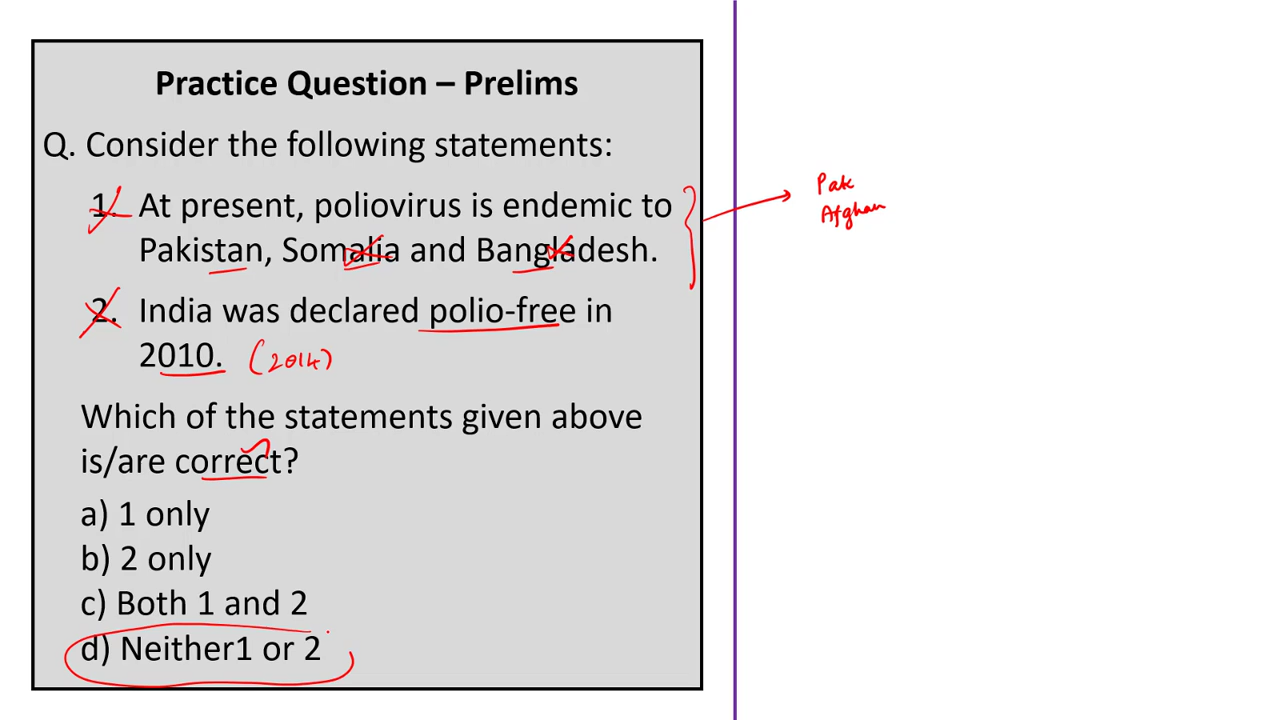 Practice Question – Prelims
Q. Consider the following statements:
1. At present, poliovirus is endemic to
Pakistan, Somalia and Bangladesh.
2. India was declared polio-free in
2010. (2014)
Which of the statements given above
is/are correct?
a) 1 only
b) 2 only
c) Both 1 and 2
d) Neither1 or 2
Pak
Afghan